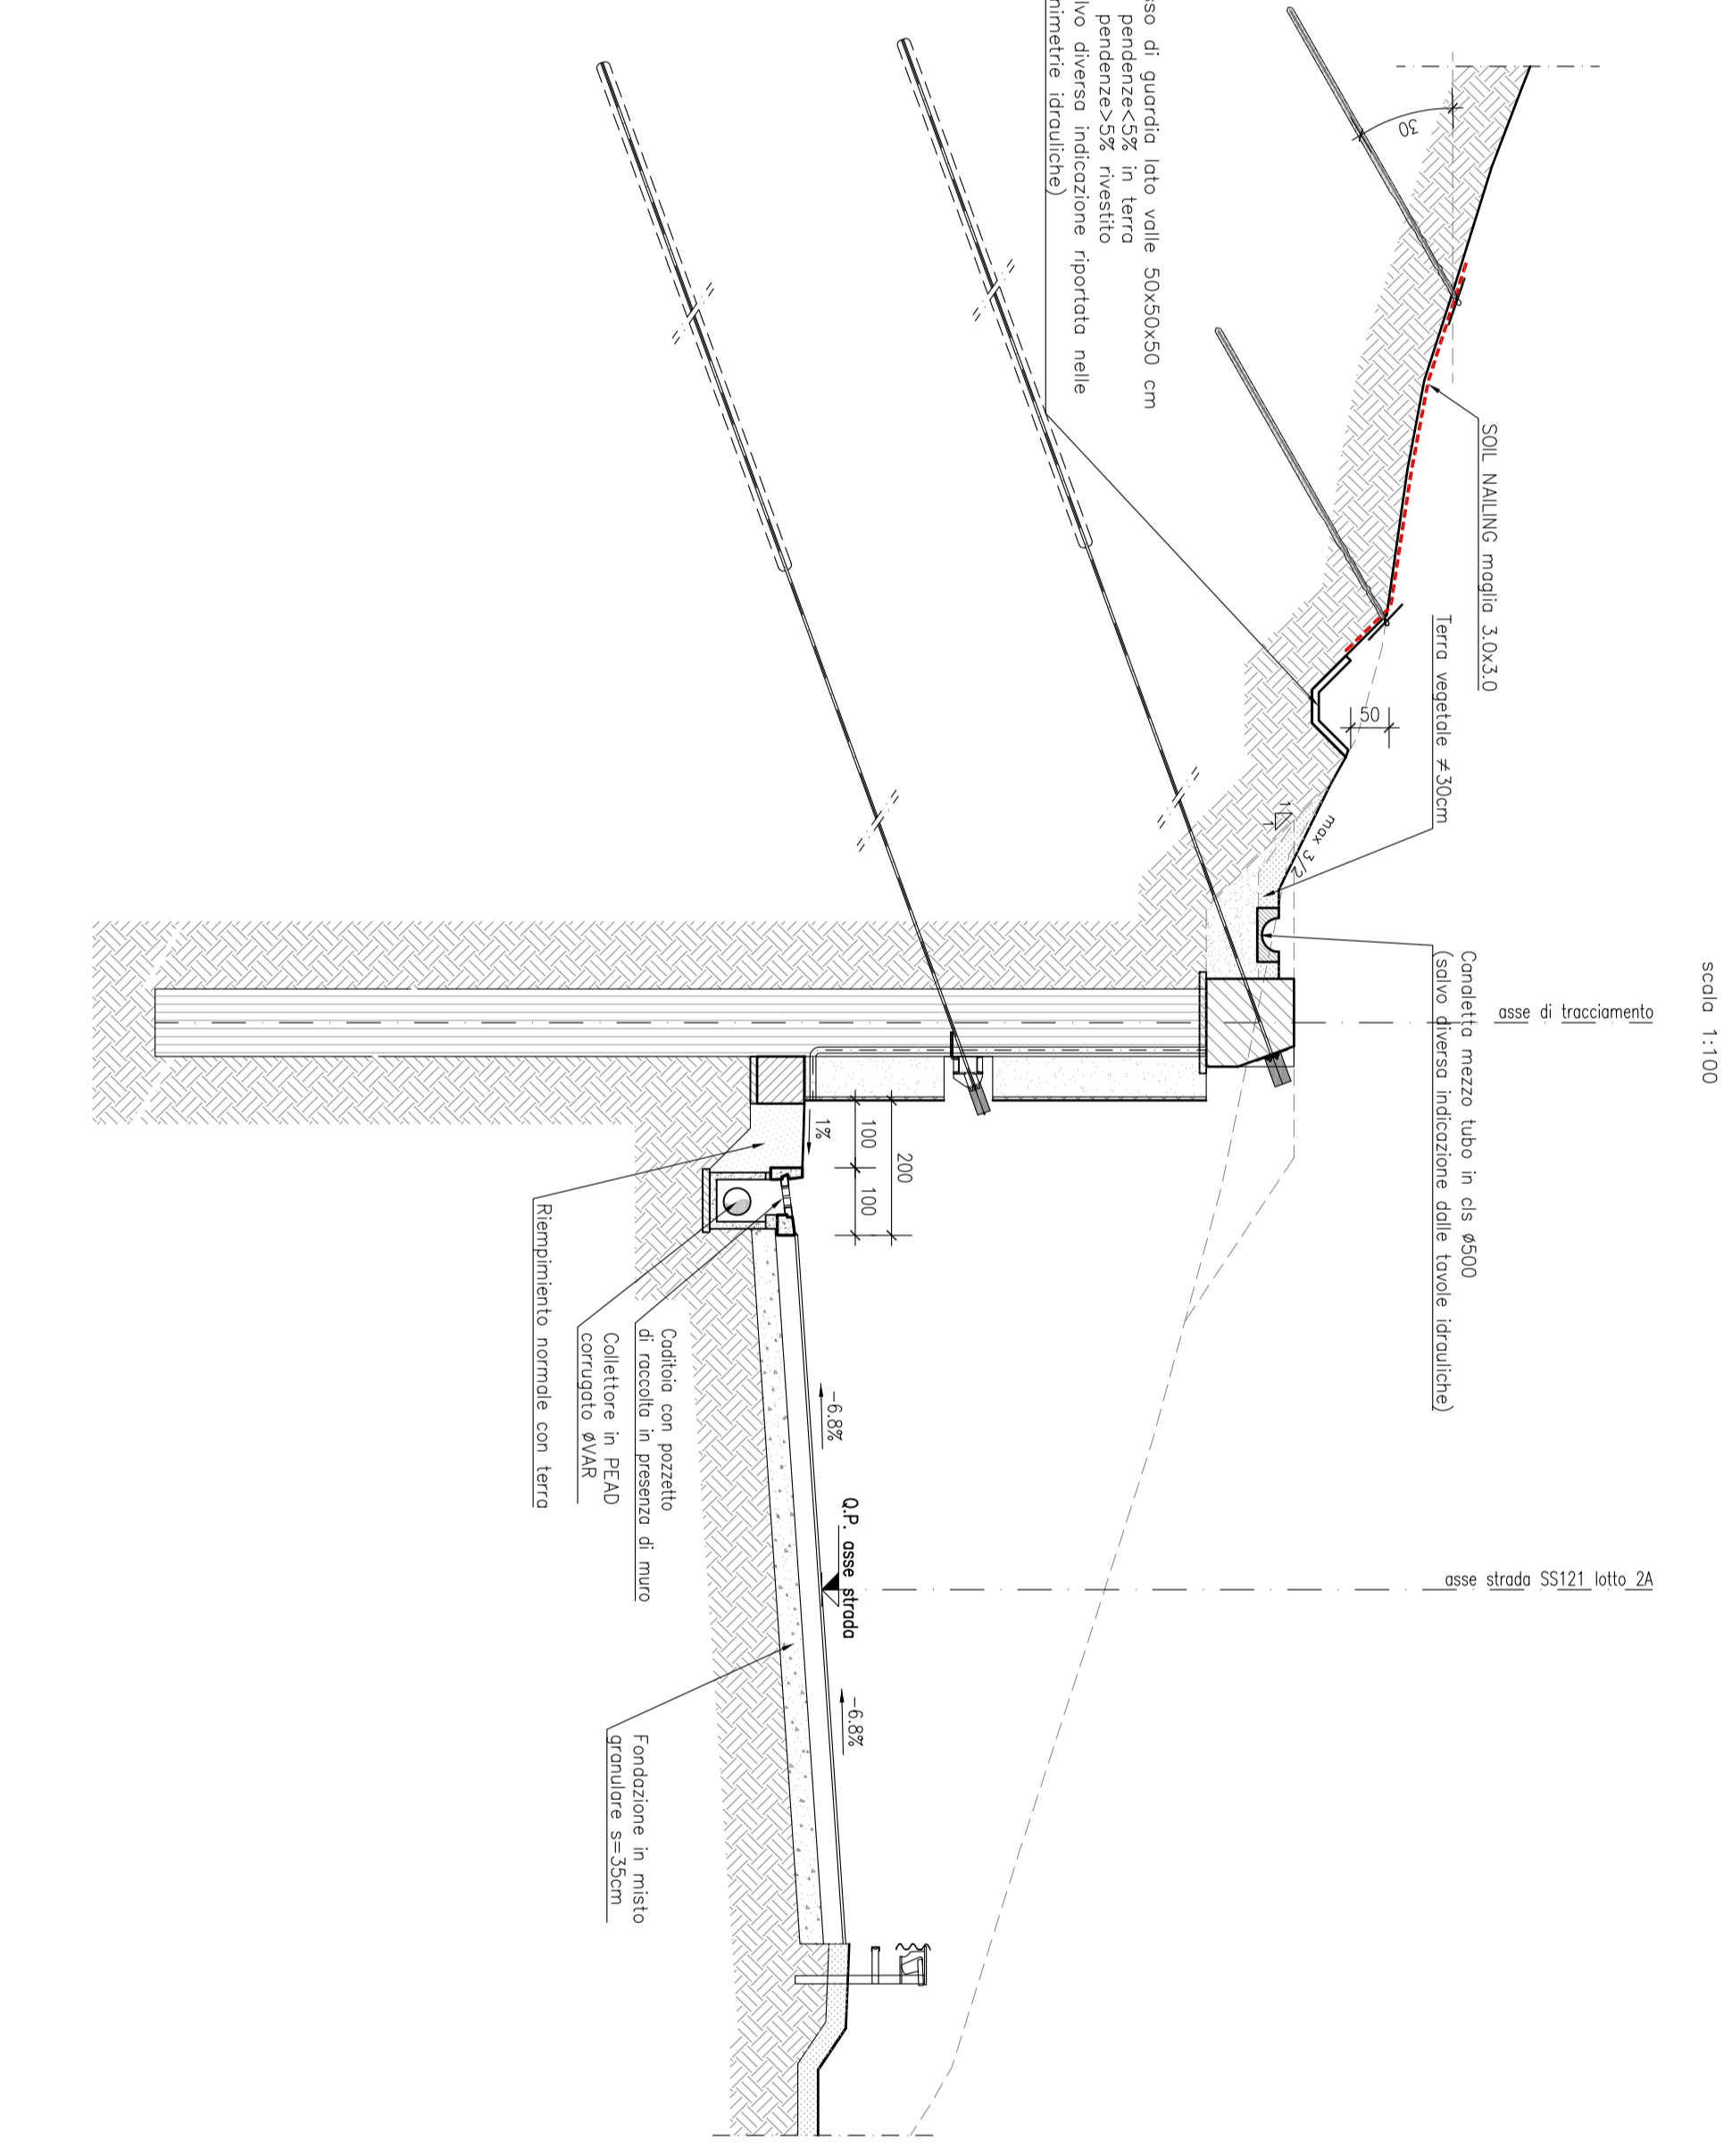 scala 1:100
sso di guardia lato valle 50x50x50 cm
pendenze<5% in terra
pendenze>5% rivestito
lvo diversa indicazione riportata nelle
nimetrie idrauliche)
30
SOIL NAILING maglia 3.0x3.0
Terra vegetale ≠30cm
50
1
1
max 3/2
Canaletta mezzo tubo in cls ø500
(salvo diversa indicazione dalle tavole idrauliche)
asse di tracciamento
asse strada SS121 lotto 2A
200
100
100
1%
-6.8%
Q.P. asse strada
-6.8%
Caditoia con pozzetto
di raccolta in presenza di muro
Collettore in PEAD
corrugato øVAR
Riempimiento normale con terra
Fondazione in misto
granulare s=35cm